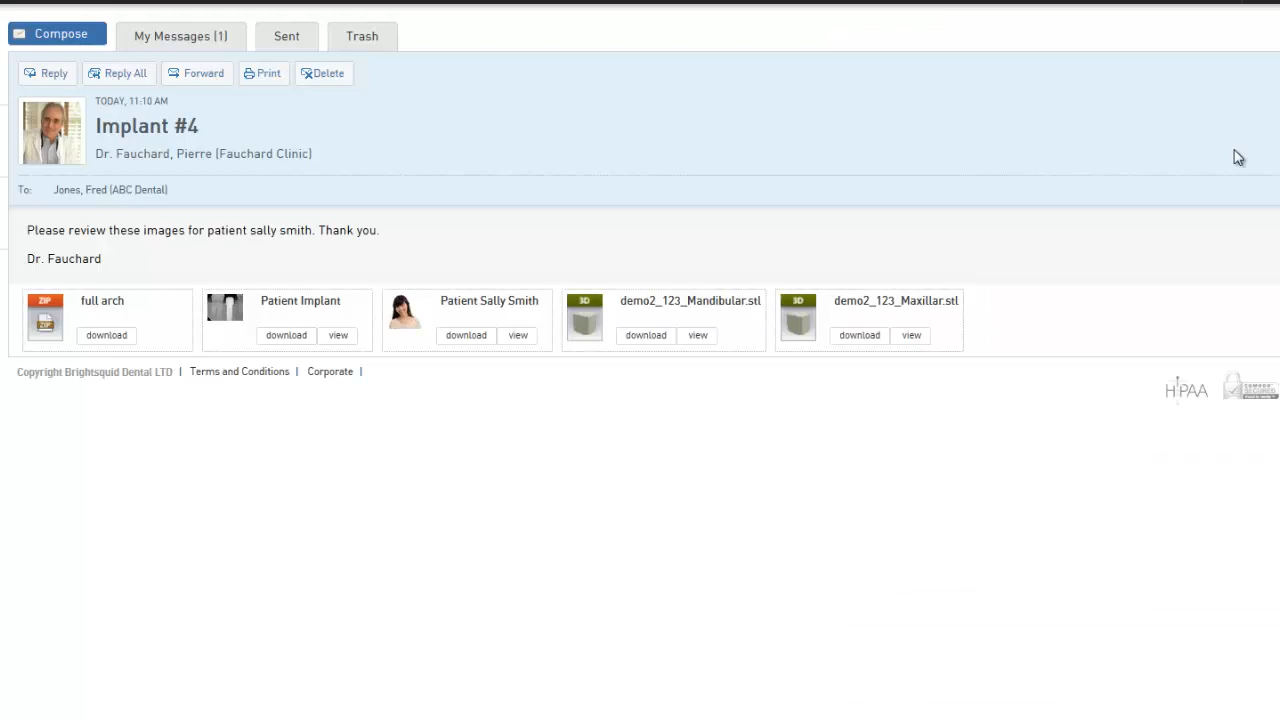 Compose
My Messages (1)
Sent
Trash
Reply
Reply All
Forward
Print
Delete
TODAY, 11:10 AM
Implant #4
Dr. Fauchard, Pierre (Fauchard Clinic)
To: Jones, Fred (ABC Dental)
Please review these images for patient sally smith. Thank you.
Dr. Fauchard
ZIP
ZIP
full arch
download
Patient Implant
download view
Patient Sally Smith
download view
3D
demo2_123_Mandibular.stl
download view
3D
demo2_123_Maxillar.stl
download view
Copyright Brightsquid Dental LTD | Terms and Conditions | Corporate |
HIPAA
SECURED